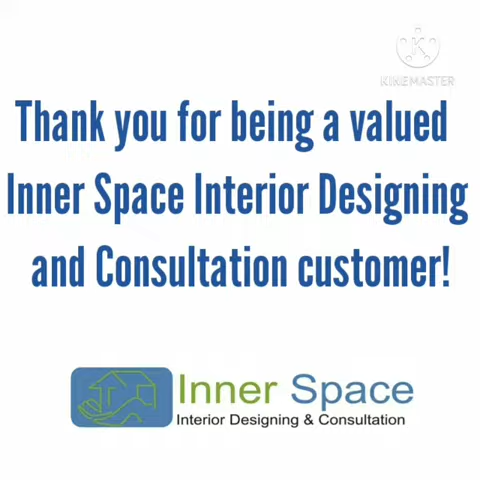 KINEMASTER
Thank you for being a valued
Inner Space Interior Designing
and Consultation customer!
Inner Space
Interior Designing & Consultation